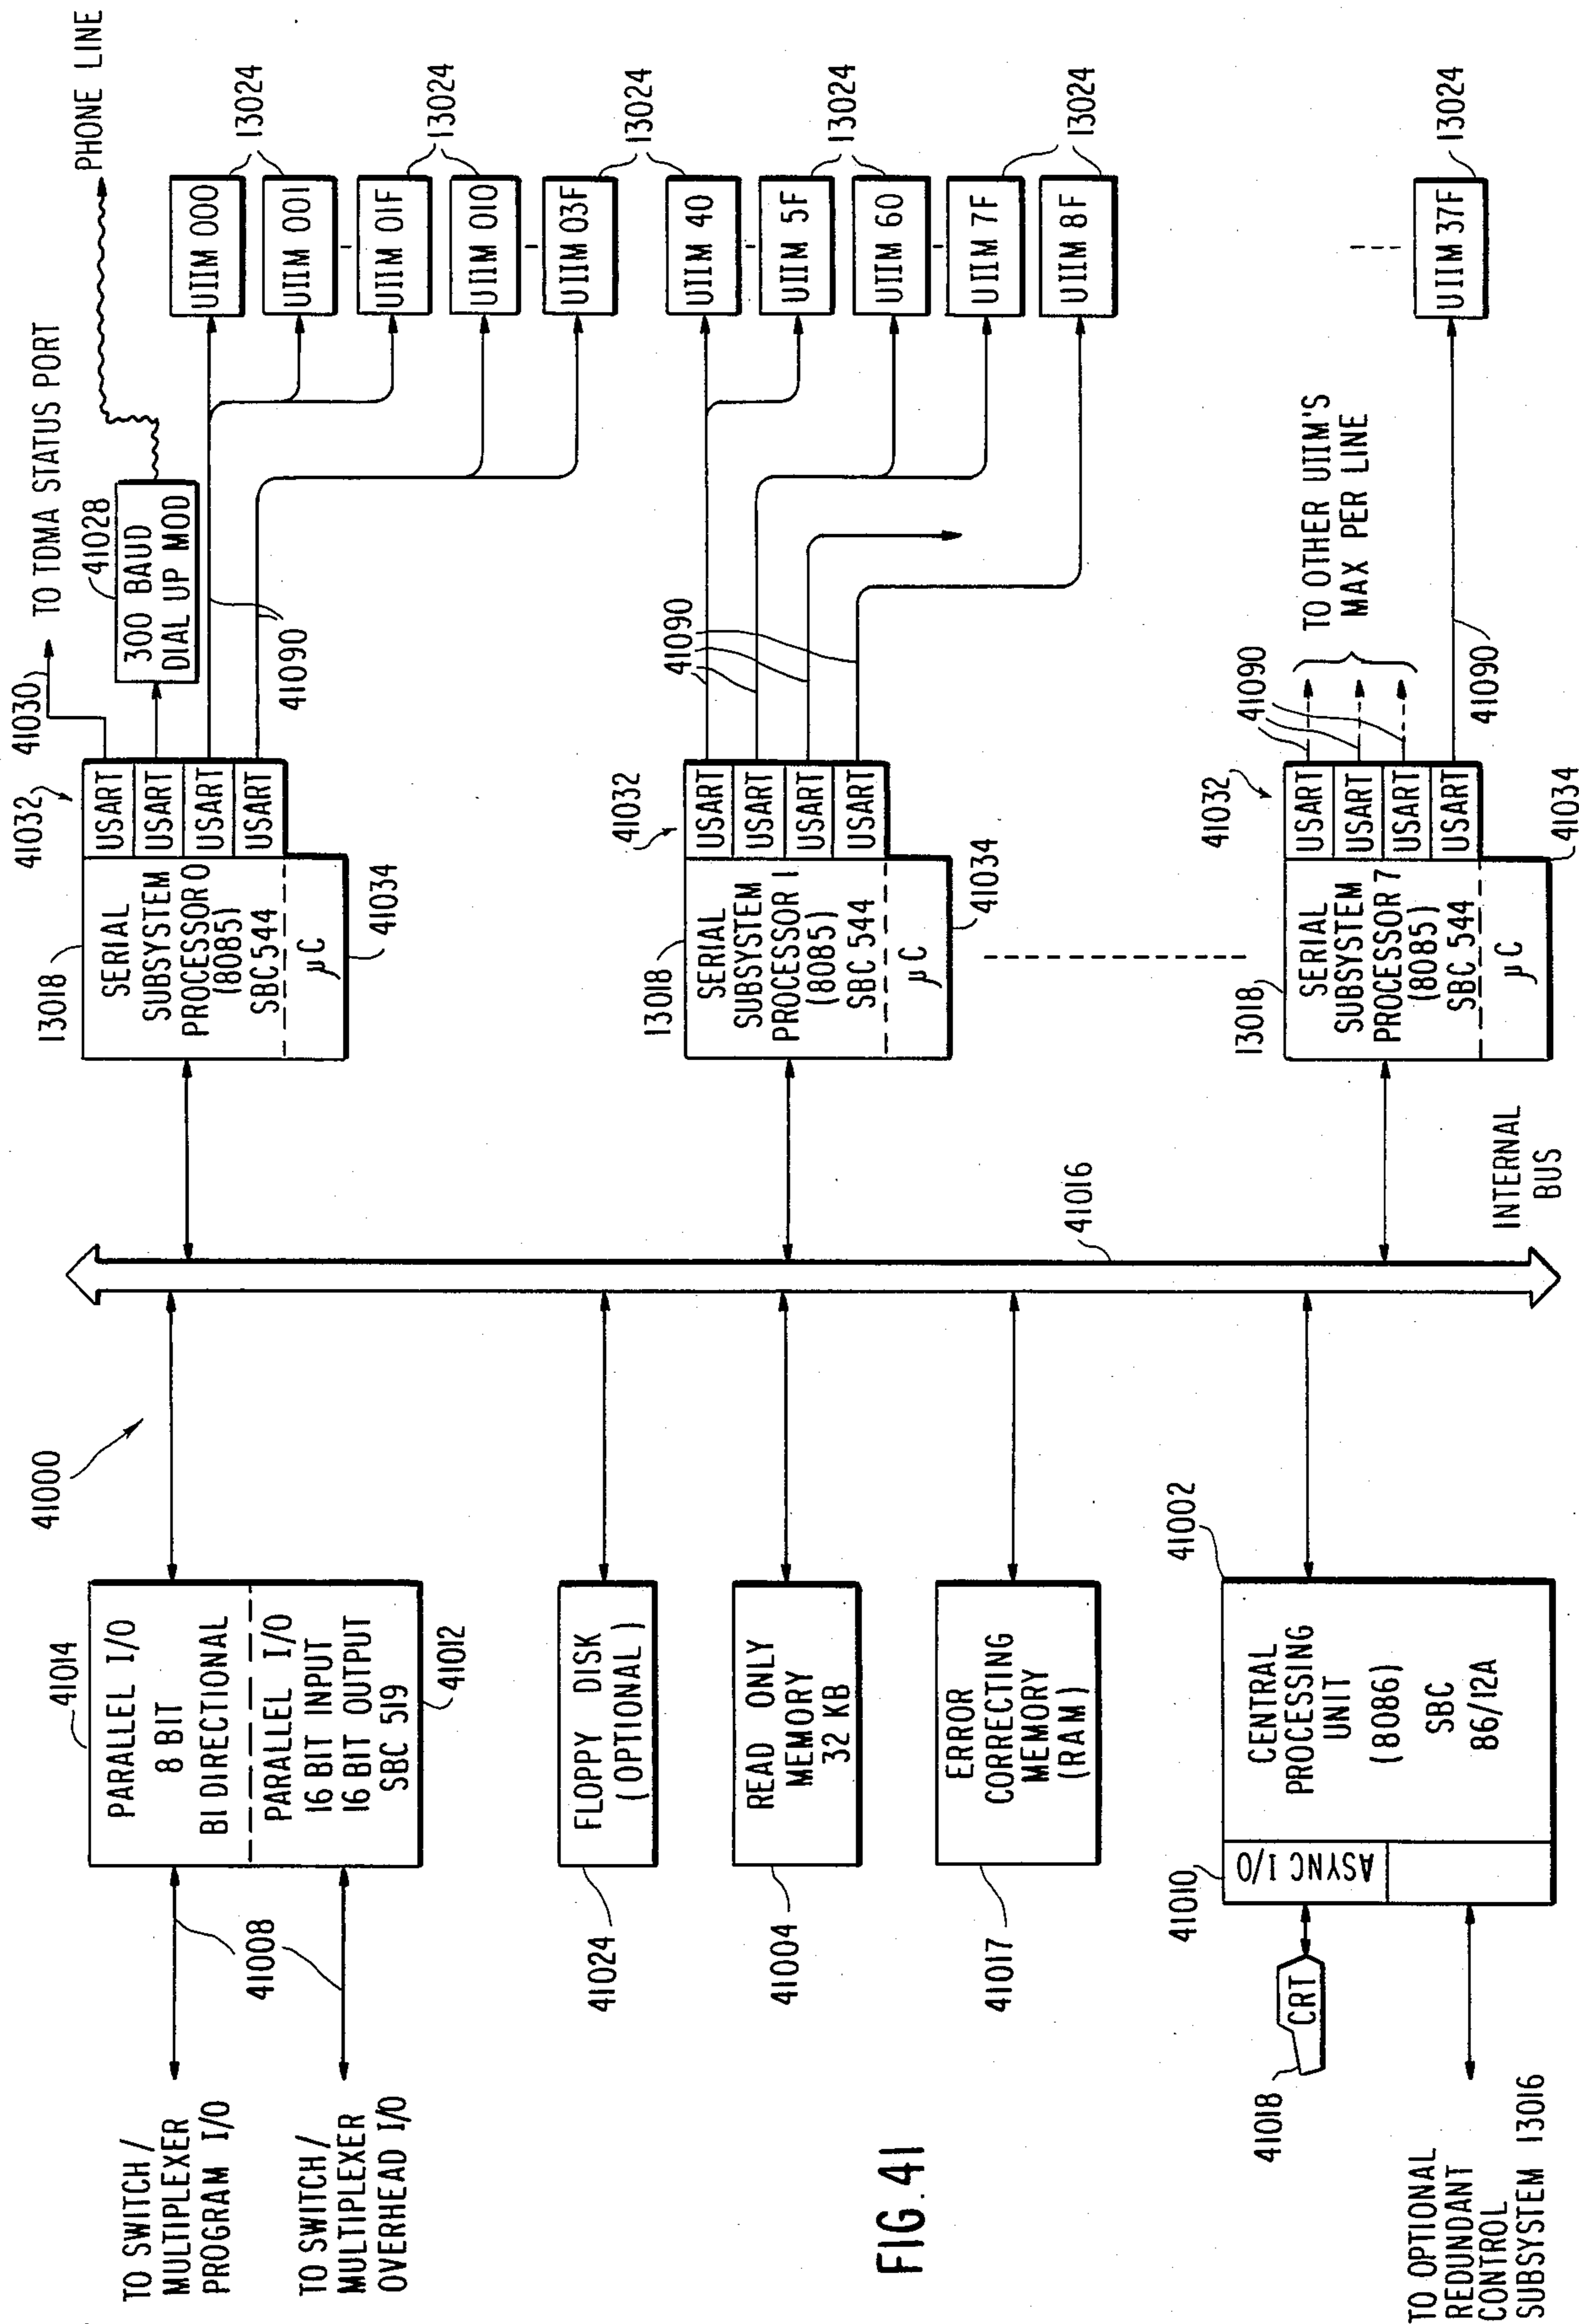 41000
41014
PARALLEL I/O
8 BIT
BI DIRECTIONAL
PARALLEL I/O
16 BIT INPUT
16 BIT OUTPUT
SBC 519
41012
41008
TO SWITCH /
MULTIPLEXER
PROGRAM I/O
TO SWITCH /
MULTIPLEXER
OVERHEAD I/O
FLOPPY DISK
(OPTIONAL)
41024
READ ONLY
MEMORY
32 KB
41004
ERROR
CORRECTING
MEMORY
(RAM)
41017
41002
CENTRAL
PROCESSING
UNIT
(8086)
SBC
86/12A
ASYNC I/O
41010
CRT
41018
TO OPTIONAL
REDUNDANT
CONTROL
SUBSYSTEM 13016
41016
INTERNAL
BUS
13018
SERIAL
SUBSYSTEM
PROCESSOR 0
(8085)
SBC 544
µC
41034
41032
USART
USART
USART
USART
41030
TO TDMA STATUS PORT
41028
300 BAUD
DIAL UP MOD
PHONE LINE
41090
UIIM 000
UIIM 001
13024
UIIM 01F
UIIM 010
13024
UIIM 03F
13018
SERIAL
SUBSYSTEM
PROCESSOR 1
(8085)
SBC 544
µC
41034
41032
USART
USART
USART
USART
41090
UIIM 40
13024
UIIM 5F
UIIM 60
13024
UIIM 7F
UIIM 8F
13024
13018
SERIAL
SUBSYSTEM
PROCESSOR 7
(8085)
SBC 544
µC
41034
41032
USART
USART
USART
USART
41090
TO OTHER UIIM'S
MAX PER LINE
41090
UIIM 37F
13024
FIG. 41